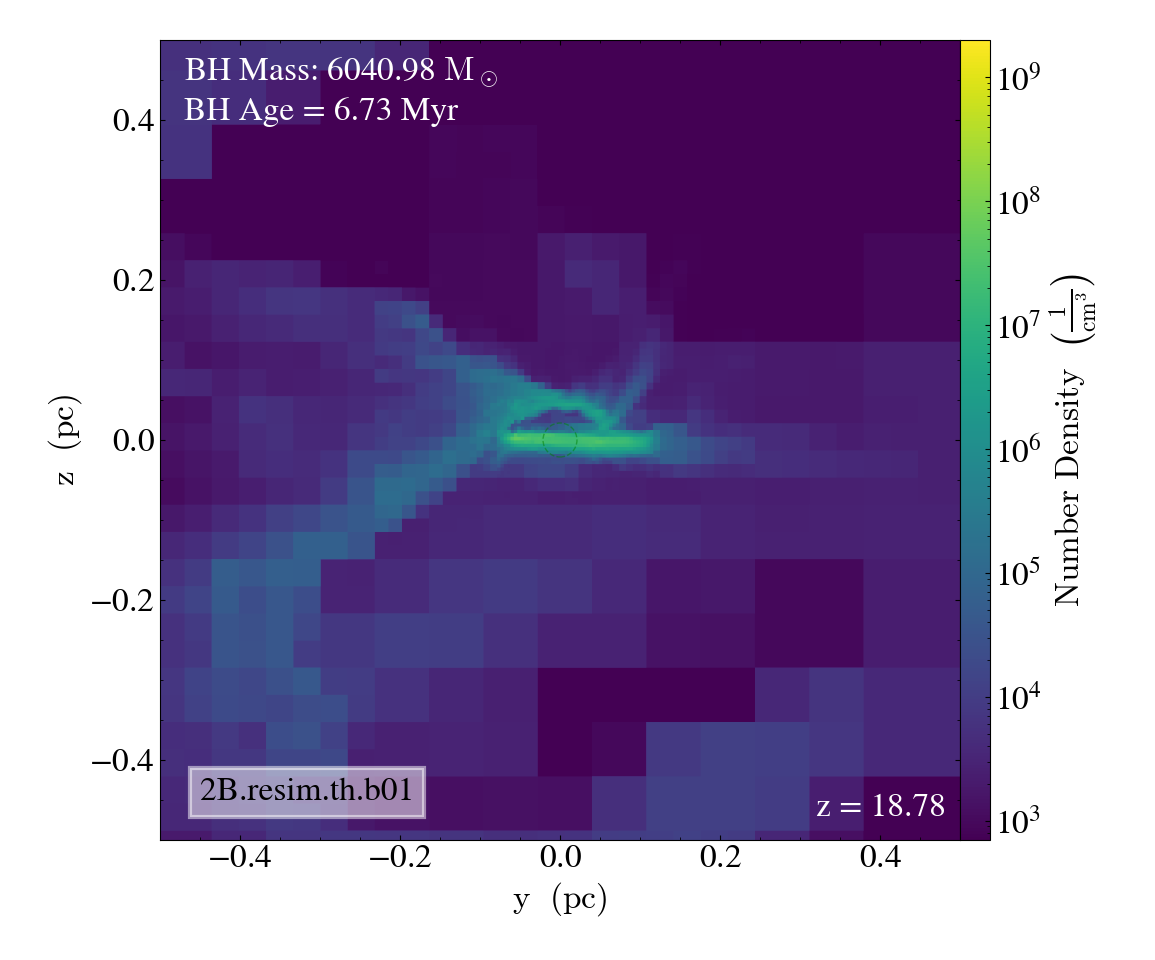 BH Mass: 6040.98 M⊙
BH Age = 6.73 Myr
0.4
0.2
0.0
−0.2
−0.4
z (pc)
2B.resim.th.b01
z = 18.78
−0.4
−0.2
0.0
0.2
0.4
y (pc)
10⁹
10⁸
10⁷
10⁶
10⁵
10⁴
10³
Number Density (1/cm³)